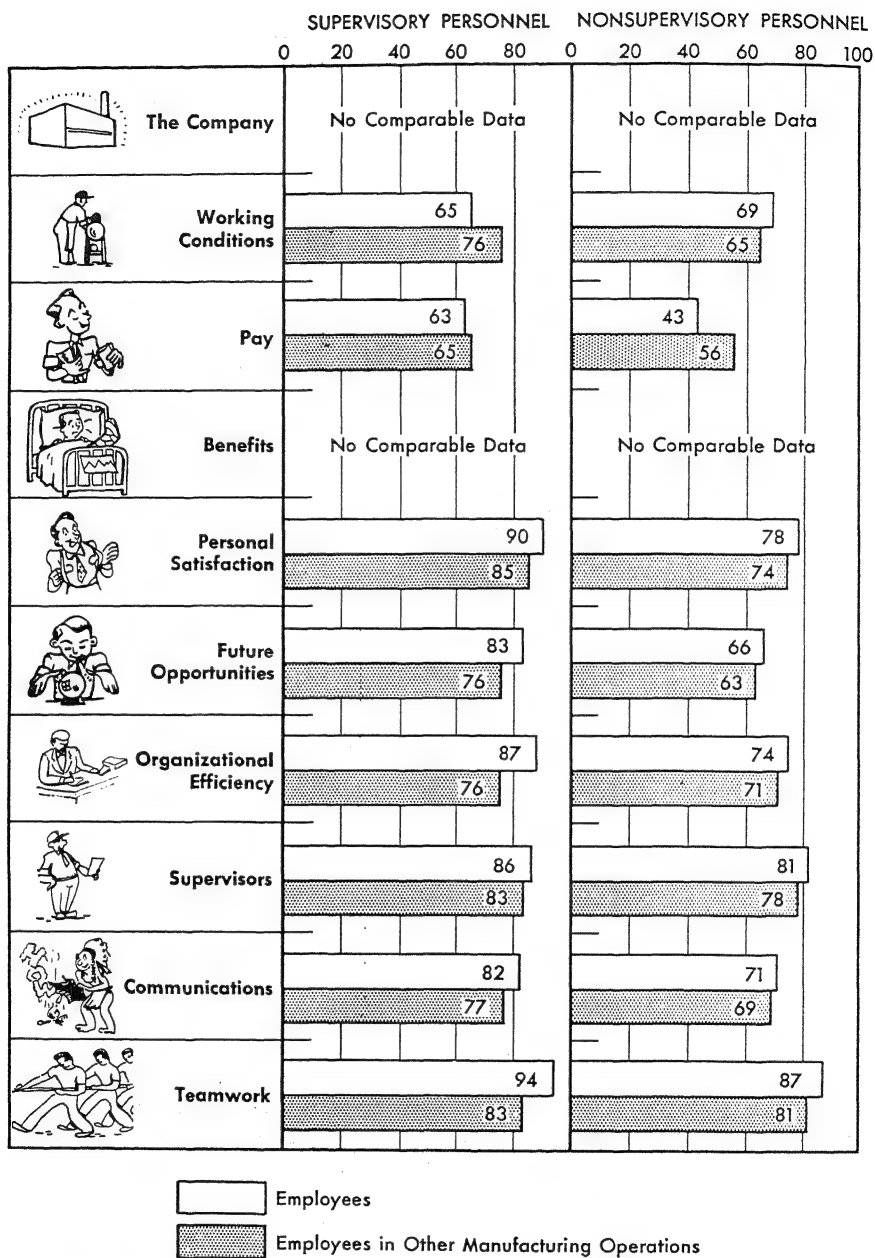 SUPERVISORY PERSONNEL NONSUPERVISORY PERSONNEL
0 20 40 60 80 0 20 40 60 80 100
The Company No Comparable Data No Comparable Data
Working
Conditions
65 69
76 65
Pay
63 43
65 56
Benefits No Comparable Data No Comparable Data
Personal
Satisfaction
90 78
85 74
Future
Opportunities
83 66
76 63
Organizational
Efficiency
87 74
76 71
Supervisors
86 81
83 78
Communications
82 71
77 69
Teamwork
94 87
83 81
Employees
Employees in Other Manufacturing Operations